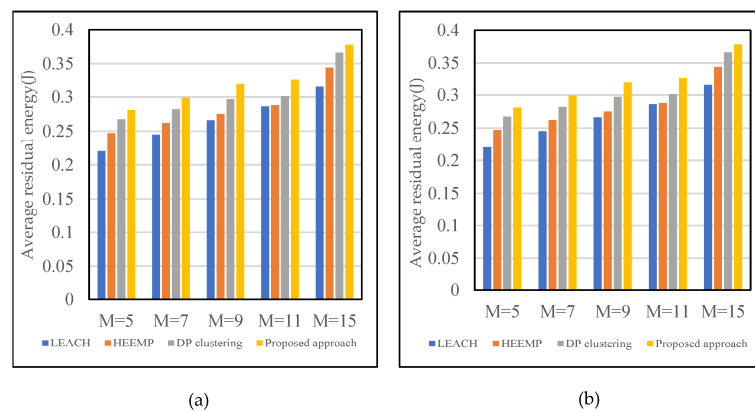 Average residual energy(J)
0.4
0.35
0.3
0.25
0.2
0.15
0.1
0.05
0
M=5 M=7 M=9 M=11 M=15
LEACH HEEMP DP clustering Proposed approach
(a)
Average residual energy(J)
0.4
0.35
0.3
0.25
0.2
0.15
0.1
0.05
0
M=5 M=7 M=9 M=11 M=15
LEACH HEEMP DP clustering Proposed approach
(b)